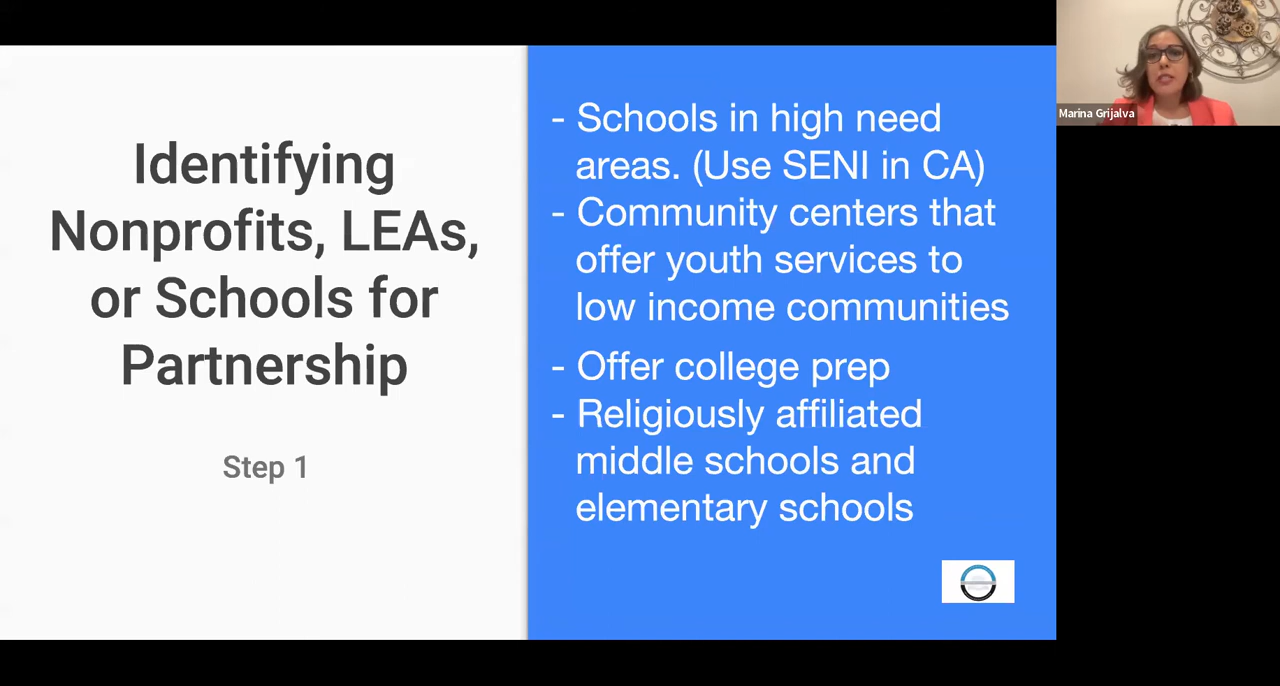 Identifying
Nonprofits, LEAs,
or Schools for
Partnership
Step 1
- Schools in high need
areas. (Use SENI in CA)
- Community centers that
offer youth services to
low income communities
- Offer college prep
- Religiously affiliated
middle schools and
elementary schools
Marina Grijalva